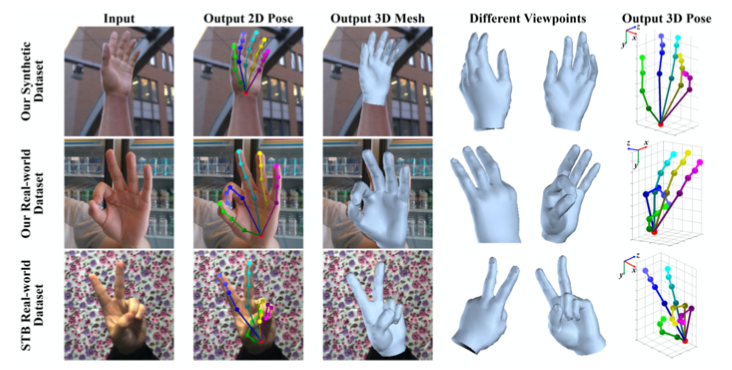 Input Output 2D Pose Output 3D Mesh Different Viewpoints Output 3D Pose
Our Synthetic
Dataset
z
x
y
Our Real-world
Dataset
z x
y
STB Real-world
Dataset
z
x
y